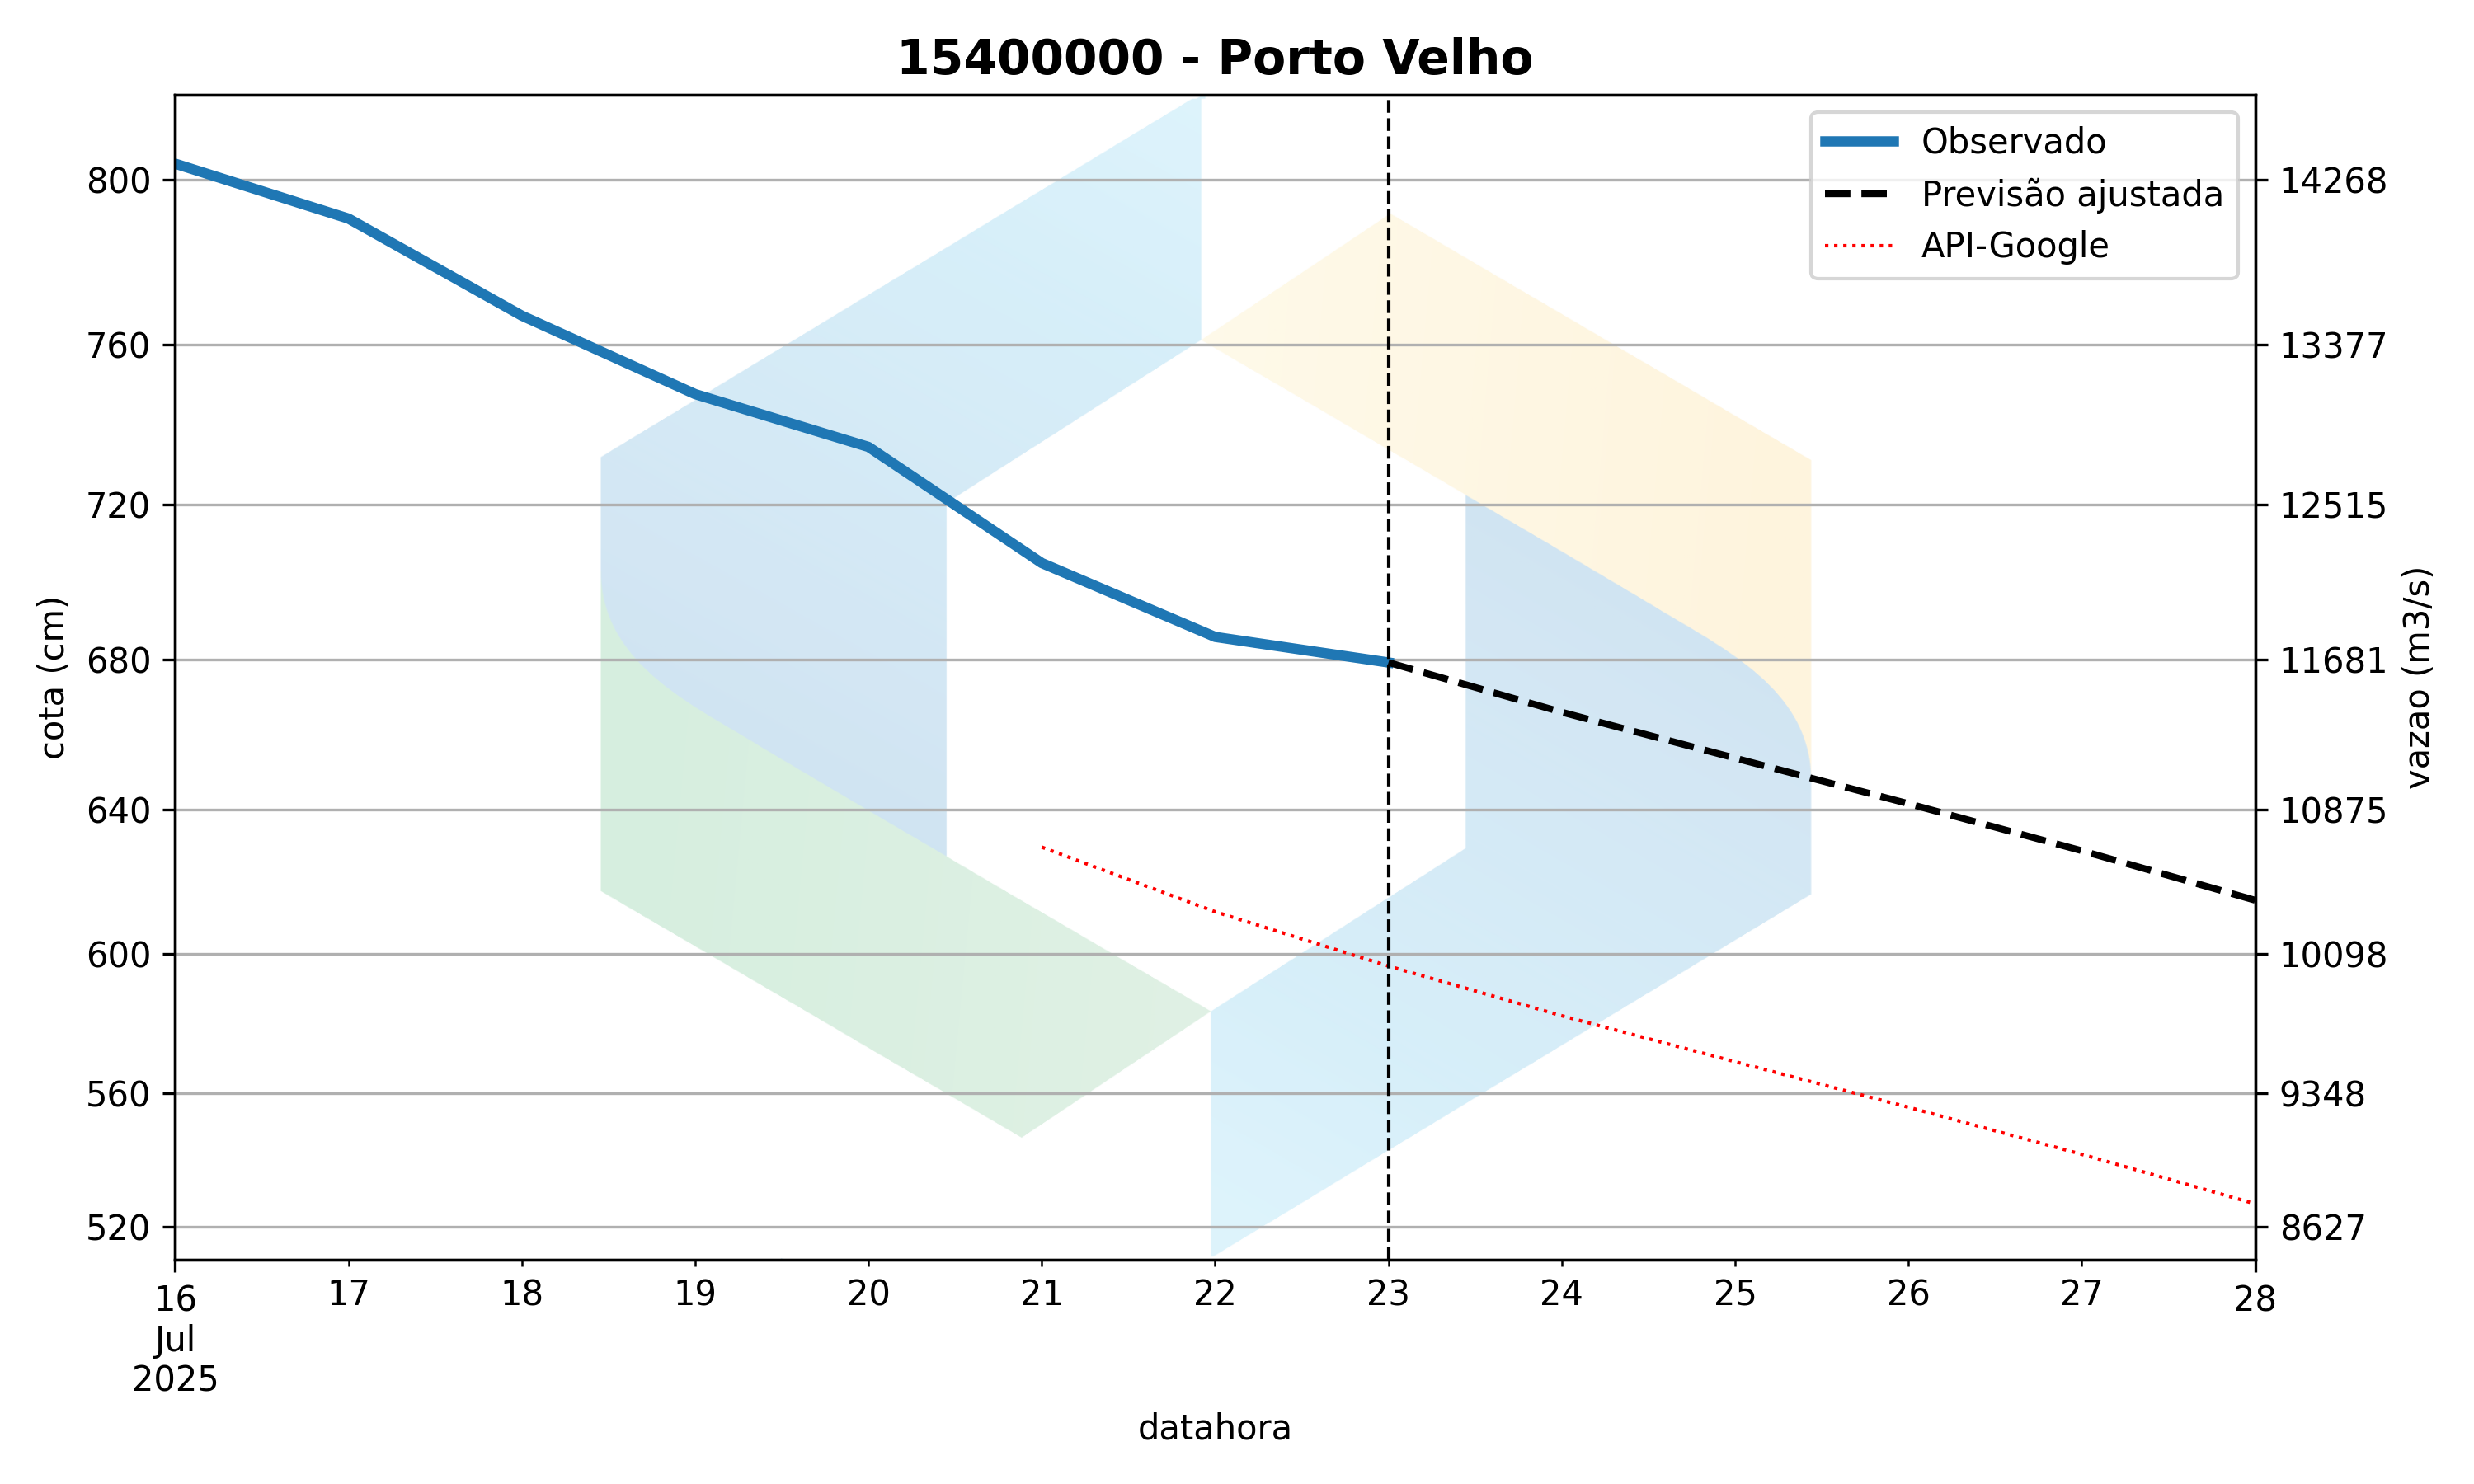 15400000 - Porto Velho
Observado
Previsão ajustada
API-Google
800
760
720
680
640
600
560
520
cota (cm)
14268
13377
12515
11681
10875
10098
9348
8627
vazao (m3/s)
16 17 18 19 20 21 22 23 24 25 26 27 28
Jul
2025
datahora